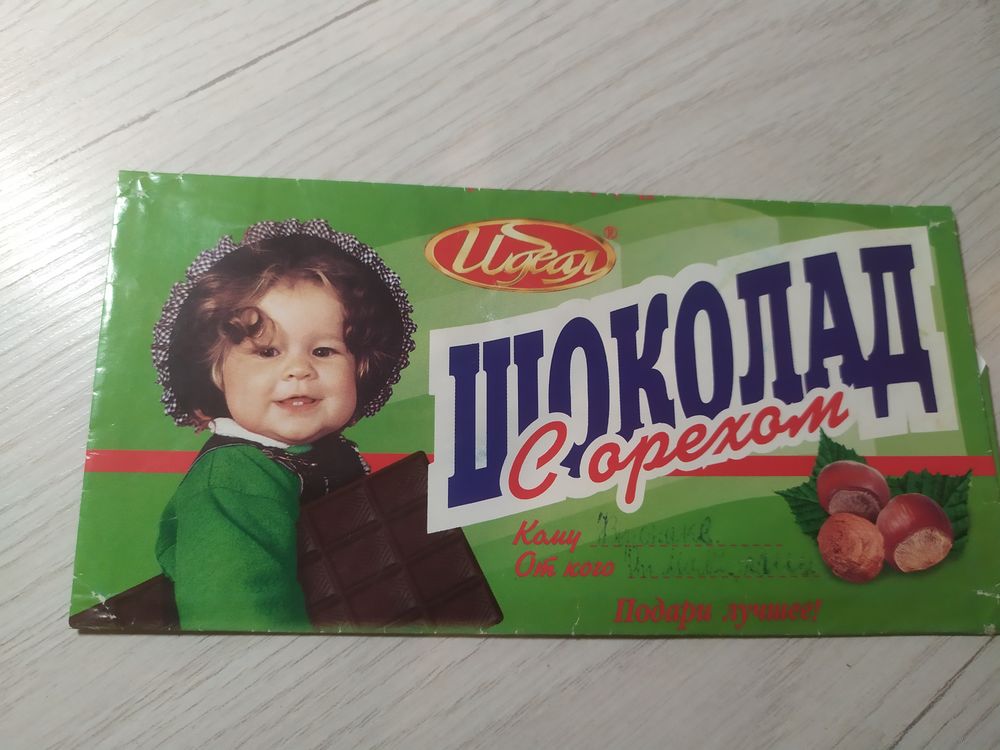 Идеал®
ШОКОЛАД
С орехом
Кому
От кого
Подари лучшее!